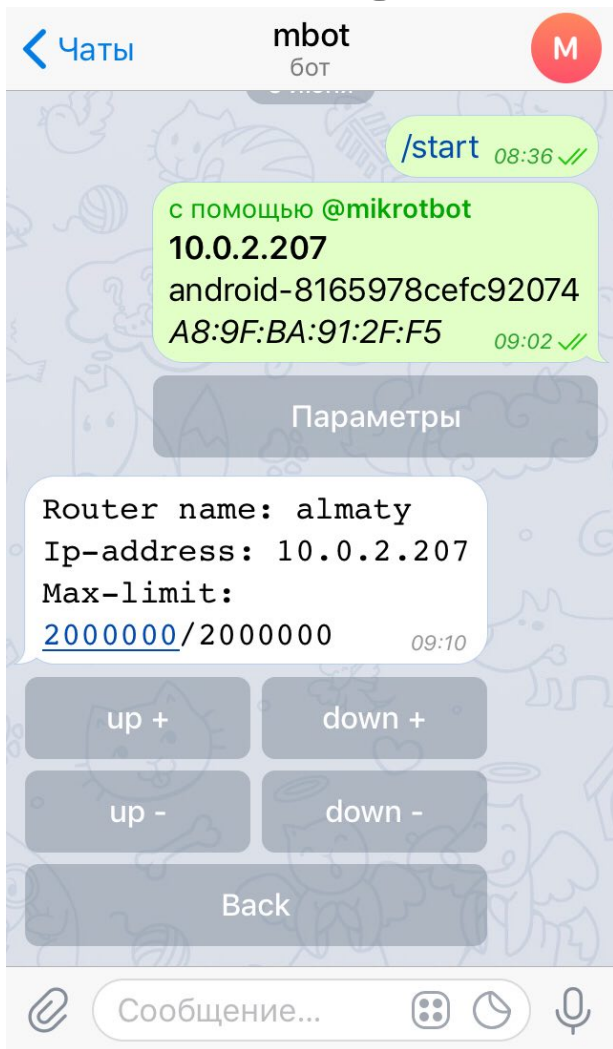 Чаты
mbot
бот
M
/start 08:36
с помощью @mikrotbot
10.0.2.207
android-8165978cefc92074
A8:9F:BA:91:2F:F5 09:02
Параметры
Router name: almaty
Ip-address: 10.0.2.207
Max-limit:
2000000/2000000 09:10
up + down +
up - down -
Back
Сообщение...